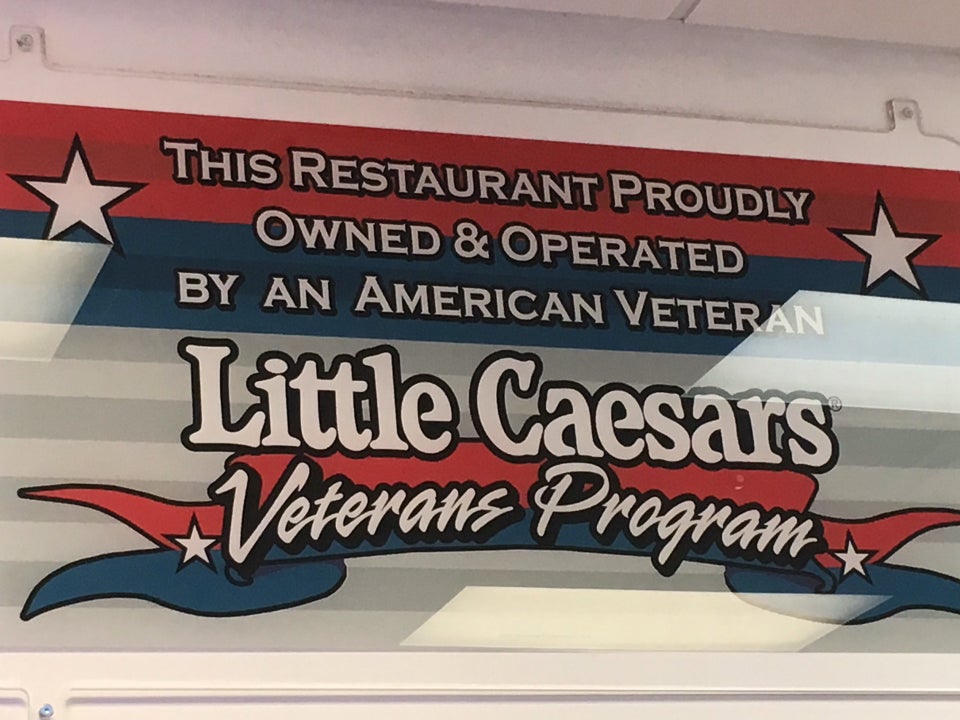 This Restaurant Proudly
Owned & Operated
by an American Veteran
Little Caesars®
Veterans Program